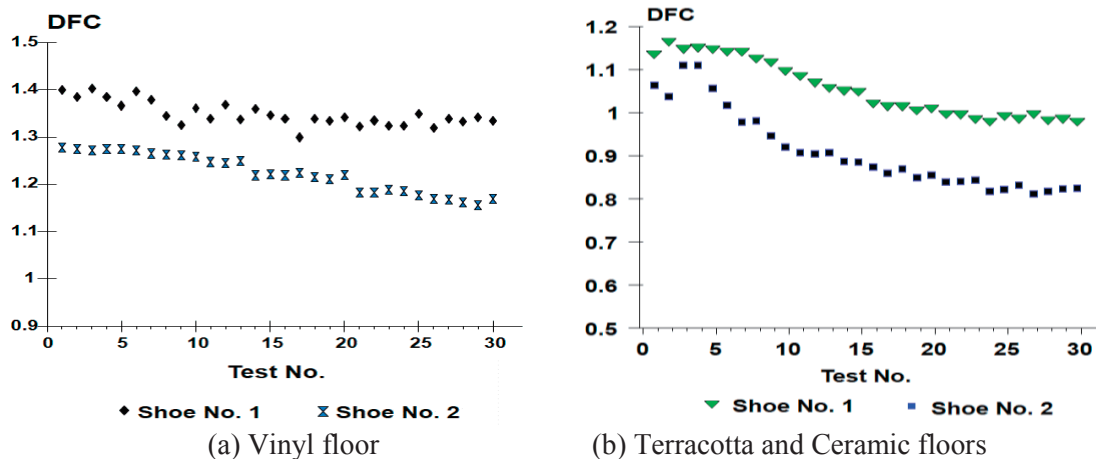 DFC
1.5
1.4
1.3
1.2
1.1
1
0.9
0 5 10 15 20 25 30
Test No.
Shoe No. 1 Shoe No. 2
(a) Vinyl floor
DFC
1.2
1.1
1
0.9
0.8
0.7
0.6
0.5
0 5 10 15 20 25 30
Test No.
Shoe No. 1 Shoe No. 2
(b) Terracotta and Ceramic floors